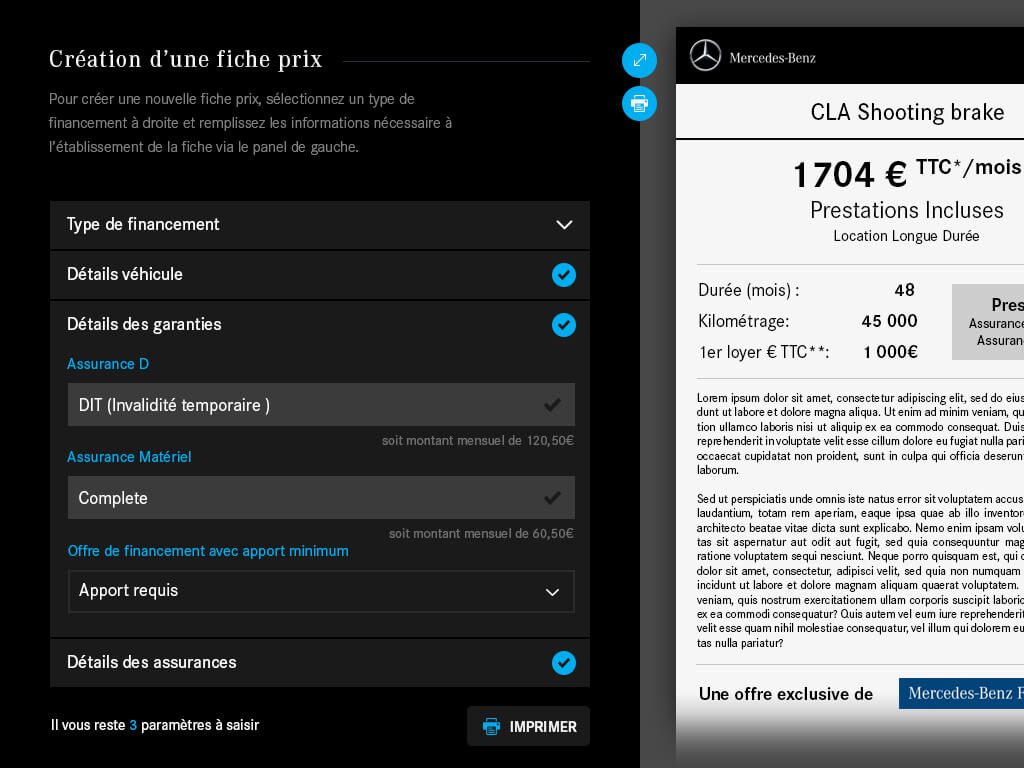 Création d'une fiche prix
Pour créer une nouvelle fiche prix, sélectionnez un type de
financement à droite et remplissez les informations nécessaire à
l'établissement de la fiche via le panel de gauche.
Type de financement
Détails véhicule
Détails des garanties
Assurance D
DIT (Invalidité temporaire )
soit montant mensuel de 120,50€
Assurance Matériel
Complete
soit montant mensuel de 60,50€
Offre de financement avec apport minimum
Apport requis
Détails des assurances
Il vous reste 3 paramètres à saisir
IMPRIMER
Mercedes-Benz
CLA Shooting brake
1 704 € TTC*/mois
Prestations Incluses
Location Longue Durée
Durée (mois) : 48
Kilométrage: 45 000
1er loyer € TTC**: 1 000€
Pres
Assurance
Assuran
Lorem ipsum dolor sit amet, consectetur adipiscing elit, sed do eius
dunt ut labore et dolore magna aliqua. Ut enim ad minim veniam, qu
tion ullamco laboris nisi ut aliquip ex ea commodo consequat. Duis
reprehenderit in voluptate velit esse cillum dolore eu fugiat nulla pari
occaecat cupidatat non proident, sunt in culpa qui officia deserunt
laborum.
Sed ut perspiciatis unde omnis iste natus error sit voluptatem accus
laudantium, totam rem aperiam, eaque ipsa quae ab illo inventore
architecto beatae vitae dicta sunt explicabo. Nemo enim ipsam volu
tas sit aspernatur aut odit aut fugit, sed quia consequuntur mag
ratione voluptatem sequi nesciunt. Neque porro quisquam est, qui d
dolor sit amet, consectetur, adipisci velit, sed quia non numquam
incidunt ut labore et dolore magnam aliquam quaerat voluptatem.
veniam, quis nostrum exercitationem ullam corporis suscipit laborio
ex ea commodi consequatur? Quis autem vel eum iure reprehenderit
velit esse quam nihil molestiae consequatur, vel illum qui dolorem eu
tas nulla pariatur?
Une offre exclusive de
Mercedes-Benz F